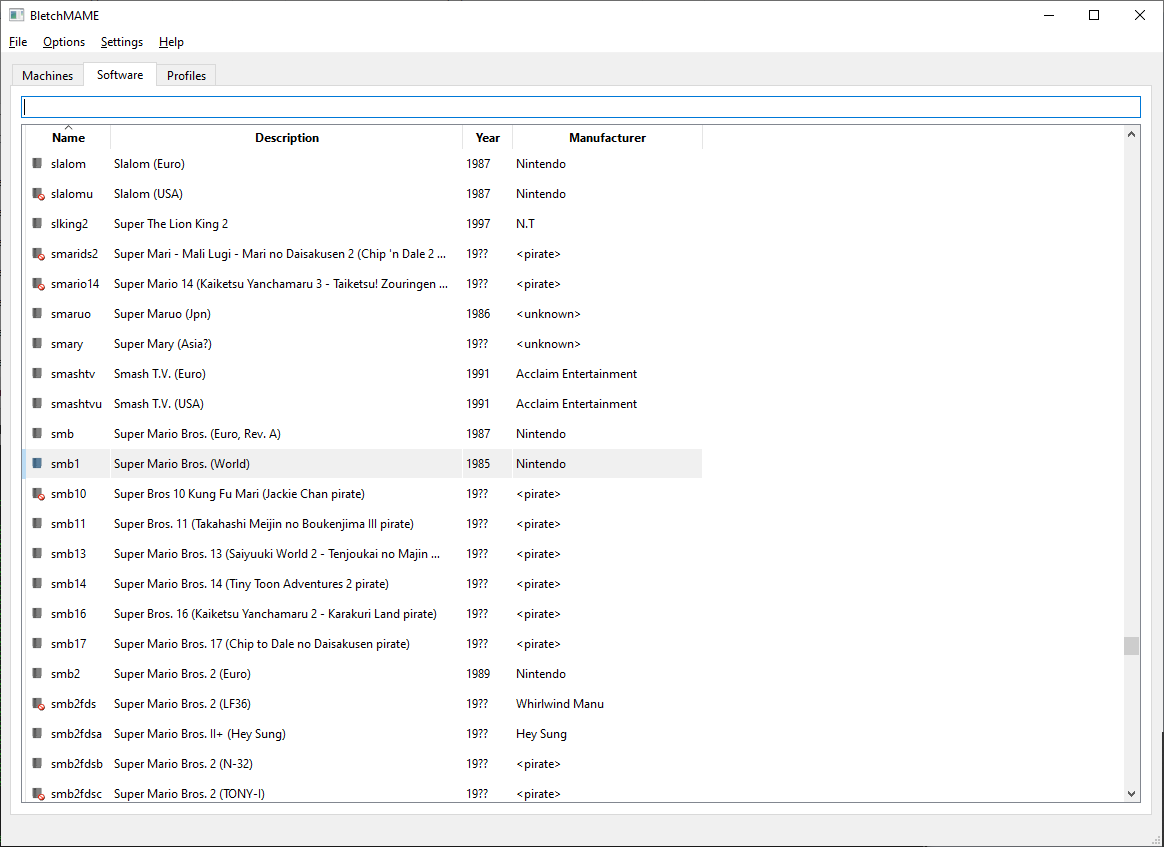 BletchMAME
File Options Settings Help
Machines Software Profiles
Name Description Year Manufacturer
slalom Slalom (Euro) 1987 Nintendo
slalomu Slalom (USA) 1987 Nintendo
slking2 Super The Lion King 2 1997 N.T
smarids2 Super Mari - Mali Lugi - Mari no Daisakusen 2 (Chip 'n Dale 2 ... 19?? <pirate>
smario14 Super Mario 14 (Kaiketsu Yanchamaru 3 - Taiketsu! Zouringen ... 19?? <pirate>
smaruo Super Maruo (Jpn) 1986 <unknown>
smary Super Mary (Asia?) 19?? <unknown>
smashtv Smash T.V. (Euro) 1991 Acclaim Entertainment
smashtvu Smash T.V. (USA) 1991 Acclaim Entertainment
smb Super Mario Bros. (Euro, Rev. A) 1987 Nintendo
smb1 Super Mario Bros. (World) 1985 Nintendo
smb10 Super Bros 10 Kung Fu Mari (Jackie Chan pirate) 19?? <pirate>
smb11 Super Bros. 11 (Takahashi Meijin no Boukenjima III pirate) 19?? <pirate>
smb13 Super Mario Bros. 13 (Saiyuuki World 2 - Tenjoukai no Majin ... 19?? <pirate>
smb14 Super Mario Bros. 14 (Tiny Toon Adventures 2 pirate) 19?? <pirate>
smb16 Super Bros. 16 (Kaiketsu Yanchamaru 2 - Karakuri Land pirate) 19?? <pirate>
smb17 Super Mario Bros. 17 (Chip to Dale no Daisakusen pirate) 19?? <pirate>
smb2 Super Mario Bros. 2 (Euro) 1989 Nintendo
smb2fds Super Mario Bros. 2 (LF36) 19?? Whirlwind Manu
smb2fdsa Super Mario Bros. II+ (Hey Sung) 19?? Hey Sung
smb2fdsb Super Mario Bros. 2 (N-32) 19?? <pirate>
smb2fdsc Super Mario Bros. 2 (TONY-I) 19?? <pirate>